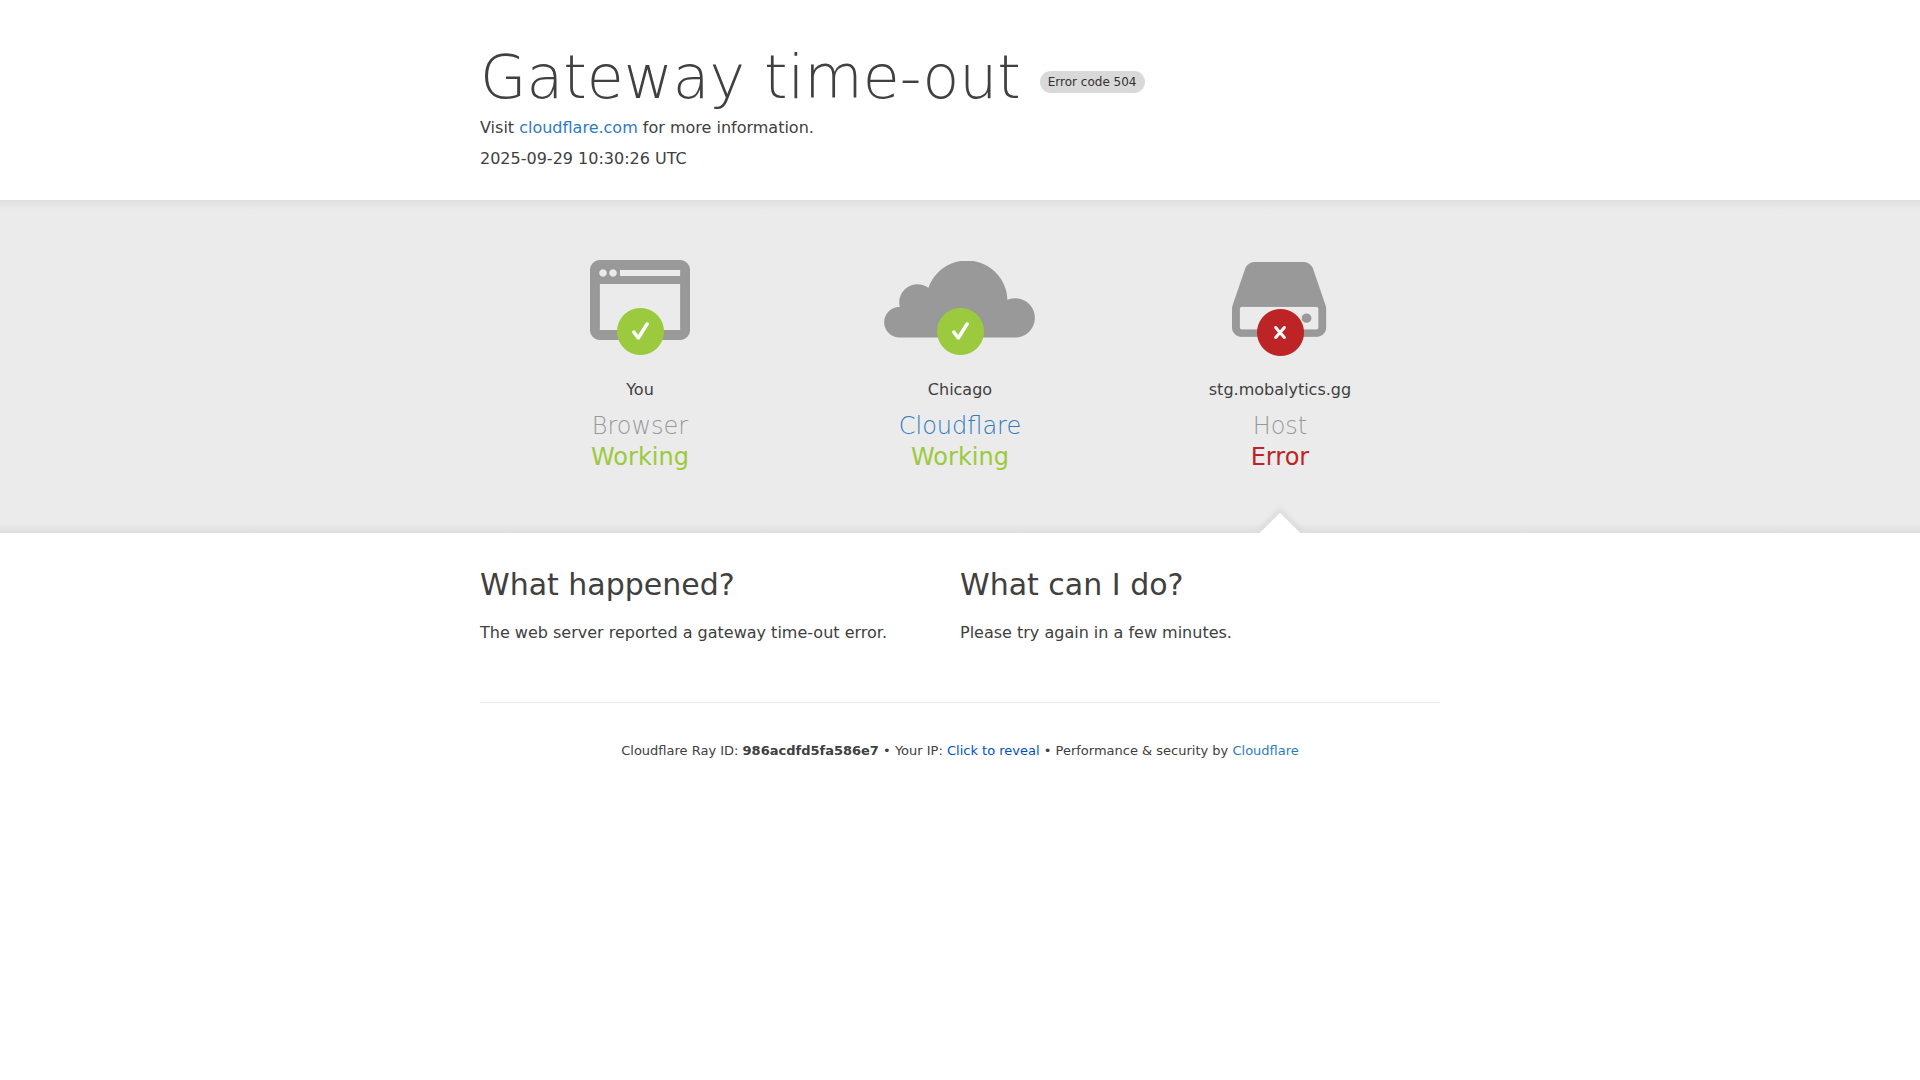 Gateway time-out Error code 504
Visit cloudflare.com for more information.
2025-09-29 10:30:26 UTC
You
Browser
Working
Chicago
Cloudflare
Working
stg.mobalytics.gg
Host
Error
What happened?
The web server reported a gateway time-out error.
What can I do?
Please try again in a few minutes.
Cloudflare Ray ID: 986acdfd5fa586e7 • Your IP: Click to reveal • Performance & security by Cloudflare